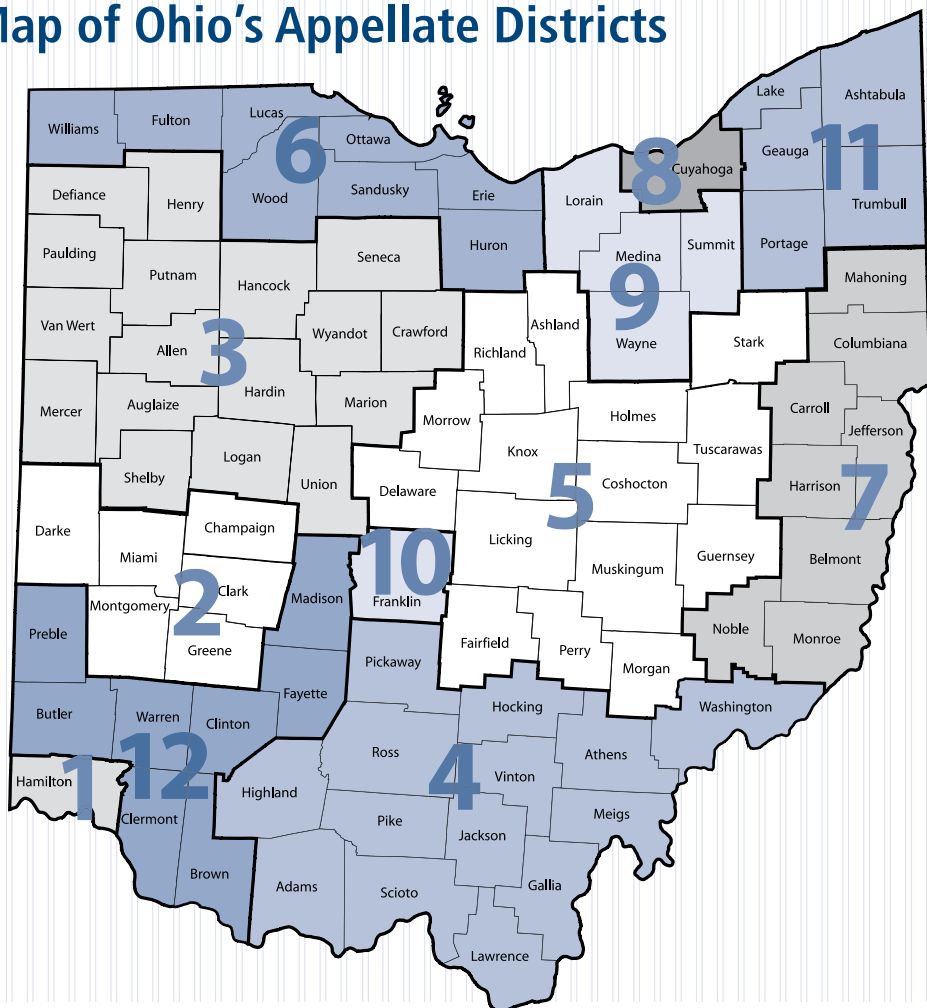 Map of Ohio's Appellate Districts
Lake
Ashtabula
Lucas
Fulton
Williams
Ottawa
6
8
11
Geauga
Cuyahoga
Sandusky
Defiance
Wood
Erie
Henry
Lorain
Trumbull
Huron
Summit
Portage
Paulding
Seneca
Medina
Putnam
Mahoning
Hancock
9
Van Wert
Ashland
Wyandot
Crawford
Stark
Wayne
Columbiana
Allen
3
Richland
Hardin
Marion
Auglaize
Mercer
Carroll
Holmes
Morrow
Jefferson
Knox
Tuscarawas
Logan
Shelby
Union
Delaware
5
Coshocton
Harrison
7
Champaign
Darke
Licking
Miami
Guernsey
Belmont
10
Muskingum
Clark
2
Madison
Franklin
Montgomery
Preble
Noble
Monroe
Fairfield
Perry
Greene
Pickaway
Morgan
Fayette
Butler
Warren
Clinton
Hocking
Washington
12
Ross
Athens
4
Vinton
Hamilton
1
Highland
Clermont
Pike
Meigs
Jackson
Brown
Adams
Scioto
Gallia
Lawrence